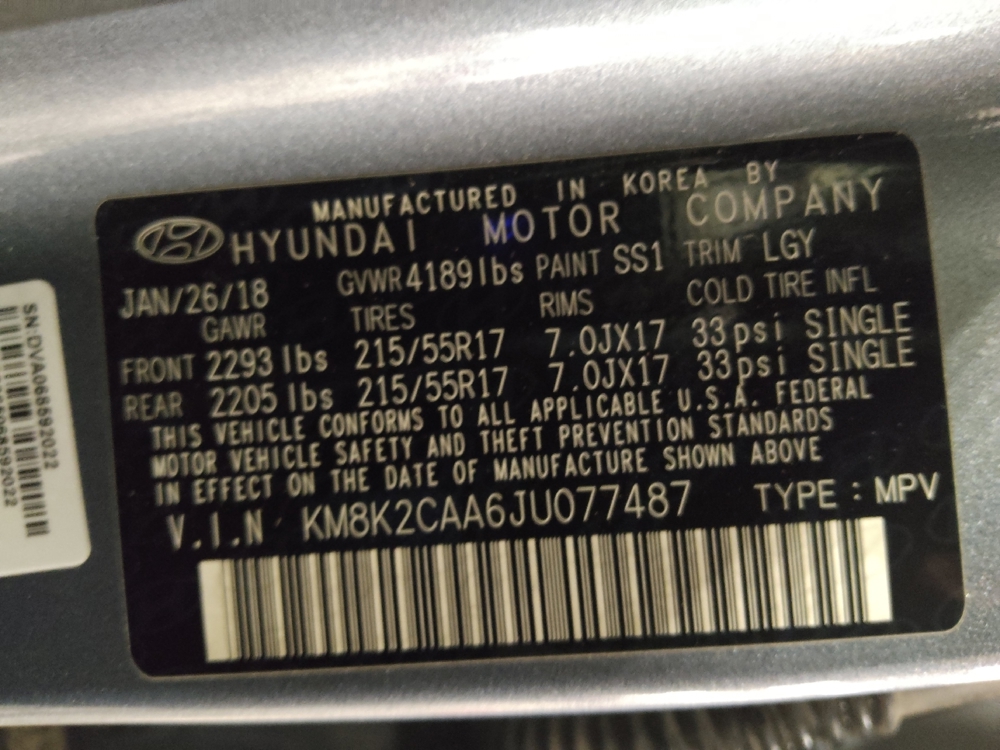 MANUFACTURED IN KOREA BY
HYUNDAI MOTOR COMPANY
JAN/26/18 GVWR4189lbs PAINT SS1 TRIM LGY
GAWR TIRES RIMS COLD TIRE INFL
FRONT 2293 lbs 215/55R17 7.0JX17 33psi SINGLE
REAR 2205 lbs 215/55R17 7.0JX17 33psi SINGLE
THIS VEHICLE CONFORMS TO ALL APPLICABLE U.S.A. FEDERAL
MOTOR VEHICLE SAFETY AND THEFT PREVENTION STANDARDS
IN EFFECT ON THE DATE OF MANUFACTURE SHOWN ABOVE
V.I.N KM8K2CAA6JU077487 TYPE : MPV